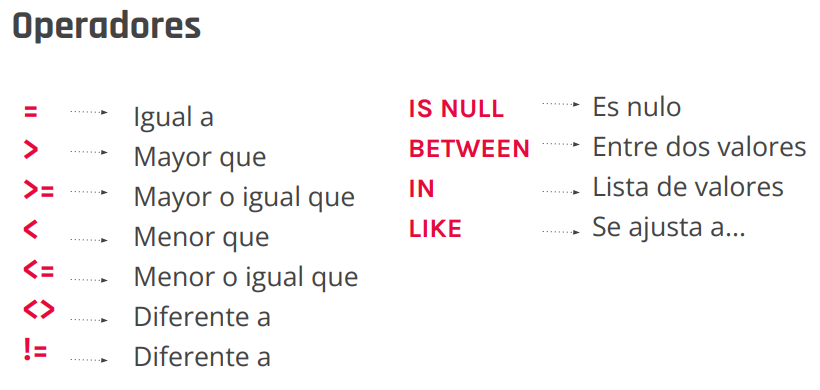 Operadores
= Igual a
> Mayor que
>= Mayor o igual que
< Menor que
<= Menor o igual que
<> Diferente a
!= Diferente a
IS NULL Es nulo
BETWEEN Entre dos valores
IN Lista de valores
LIKE Se ajusta a...